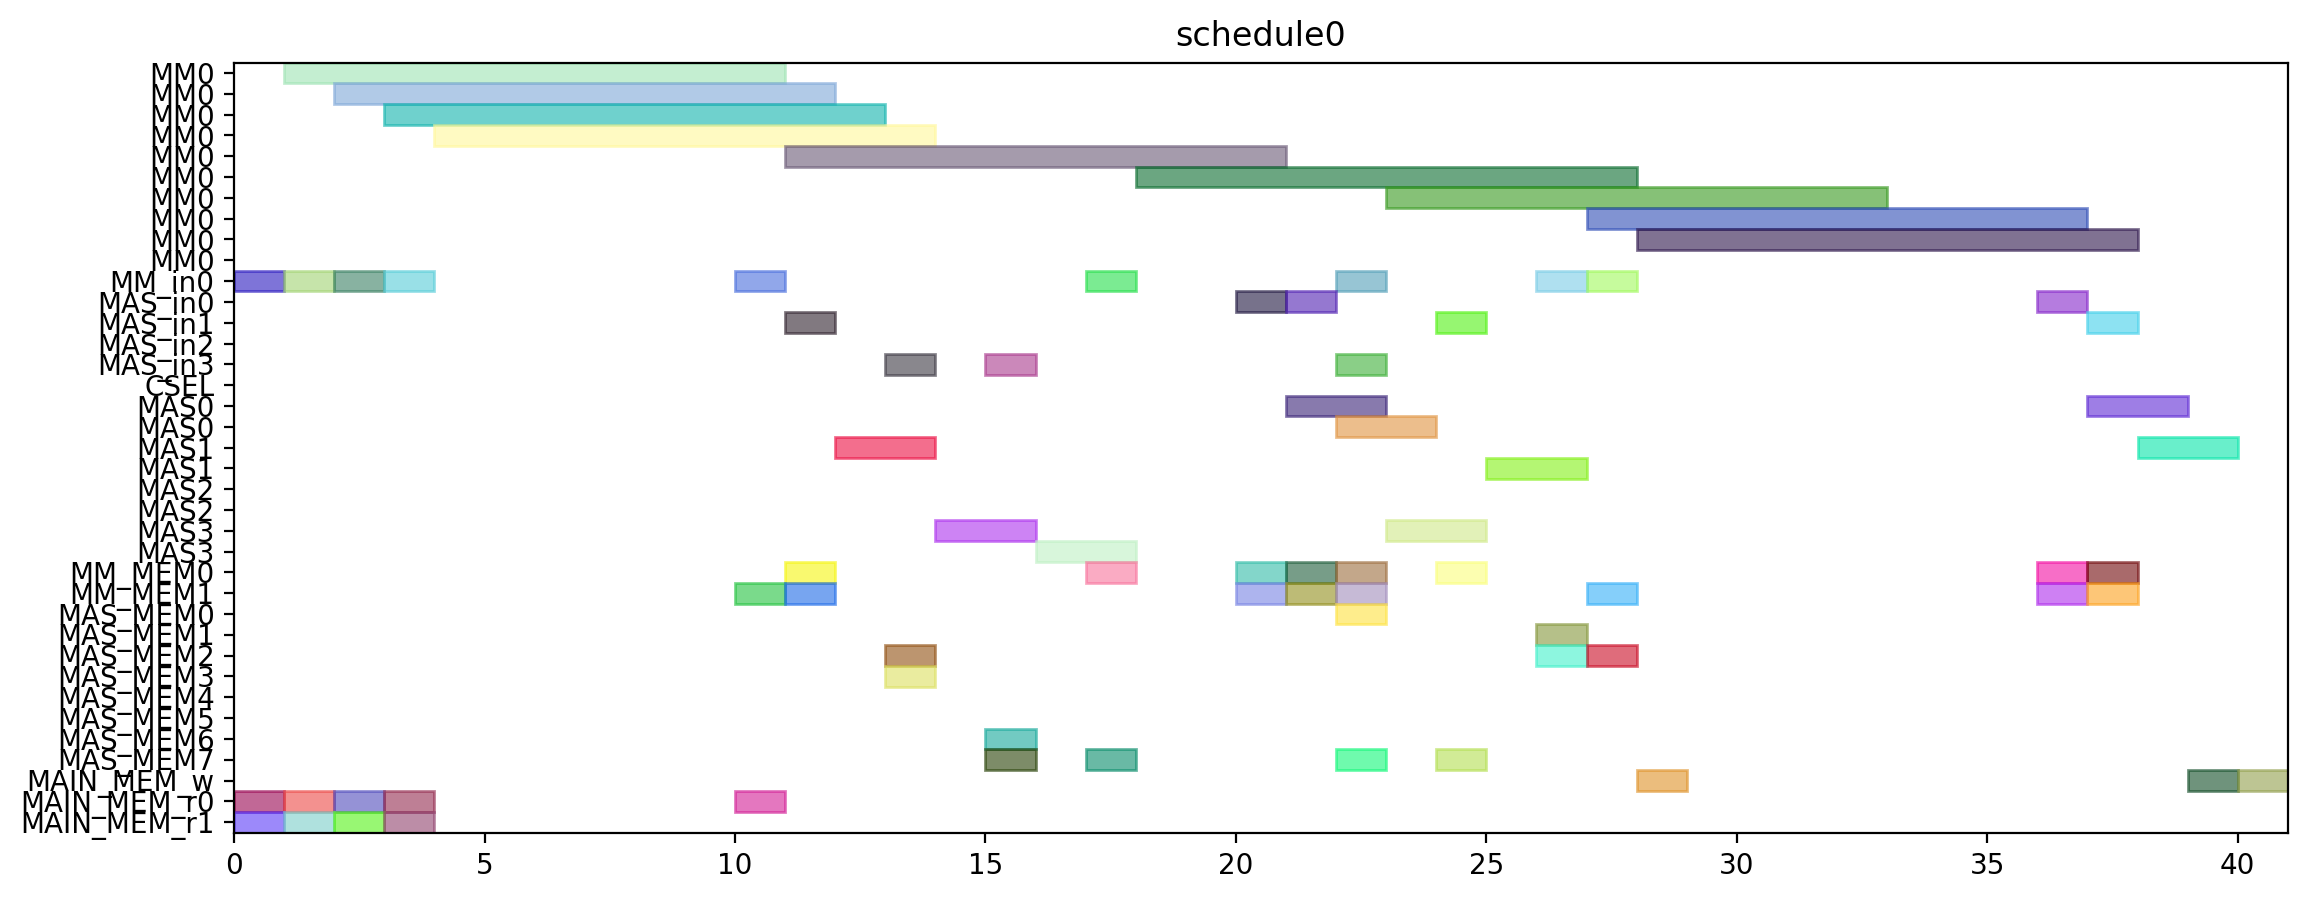 schedule0
MM0
MM0
MM0
MM0
MM0
MM0
MM0
MM0
MM0
MM0
MM_in0
MAS_in0
MAS_in1
MAS_in2
MAS_in3
CSEL
MAS0
MAS0
MAS1
MAS1
MAS2
MAS2
MAS3
MAS3
MM_MEM0
MM_MEM1
MAS_MEM0
MAS_MEM1
MAS_MEM2
MAS_MEM3
MAS_MEM4
MAS_MEM5
MAS_MEM6
MAS_MEM7
MAIN_MEM_w
MAIN_MEM_r0
MAIN_MEM_r1
0 5 10 15 20 25 30 35 40